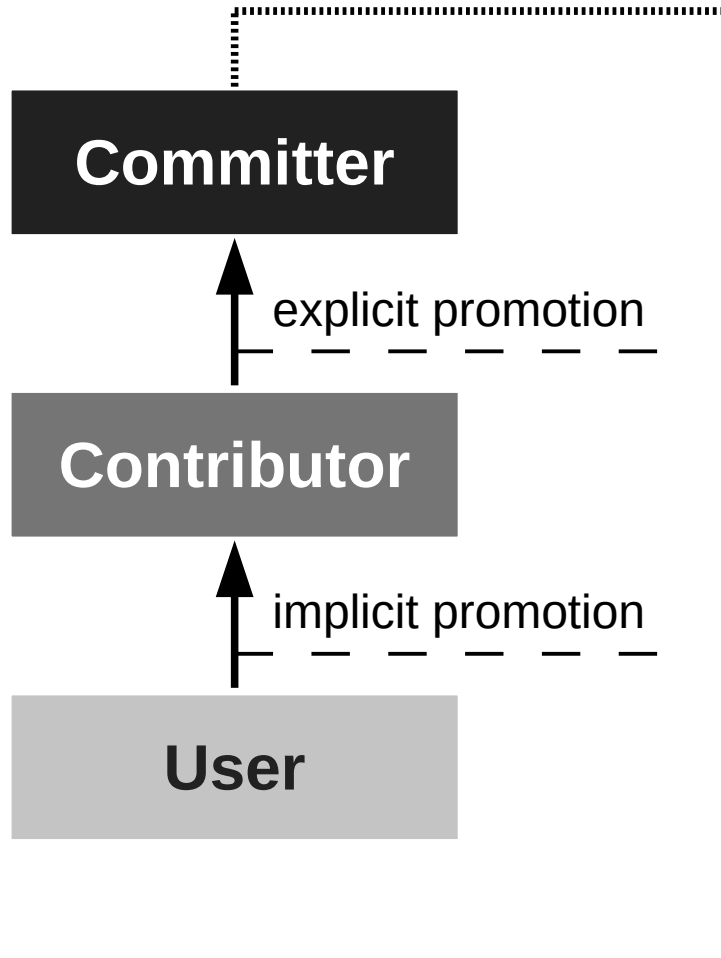 Committer
explicit promotion
Contributor
implicit promotion
User